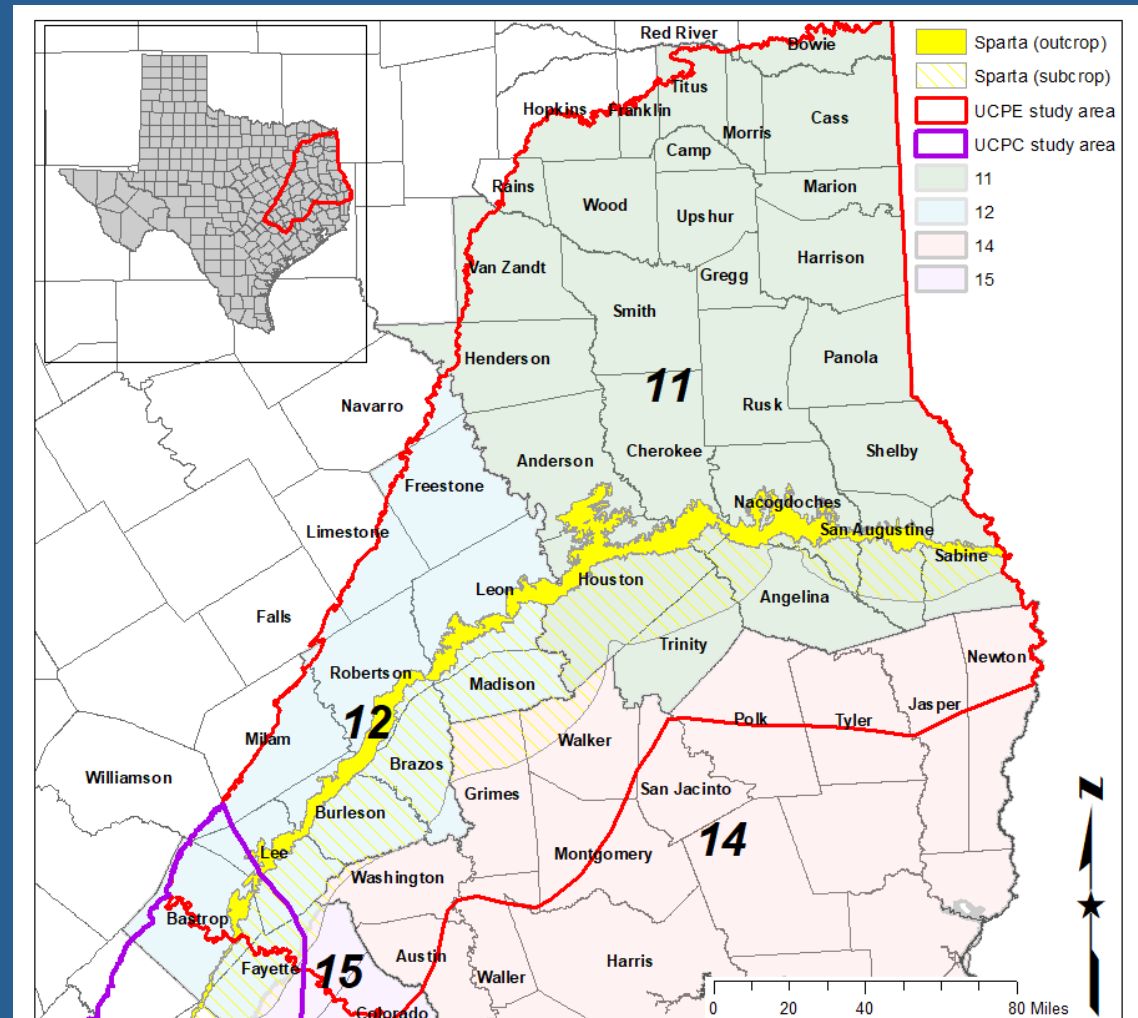 Red River
Bowie
Sparta (outcrop)
Sparta (subcrop)
UCPE study area
UCPC study area
11
12
14
15
Titus
Hopkins
Franklin
Cass
Morris
Camp
Rains
Marion
Wood
Upshur
Harrison
Van Zandt
Gregg
Smith
Henderson
Panola
11
Navarro
Rusk
Anderson
Cherokee
Shelby
Freestone
Nacogdoches
Limestone
San Augustine
Sabine
Houston
Leon
Angelina
Falls
Trinity
Newton
Robertson
Madison
Jasper
12
Polk
Tyler
Milam
Walker
Brazos
Williamson
Grimes
San Jacinto
Burleson
14
Lee
Montgomery
Washington
Bastrop
Austin
Fayette
15
Harris
Waller
Colorado
0 20 40 80 Miles
N